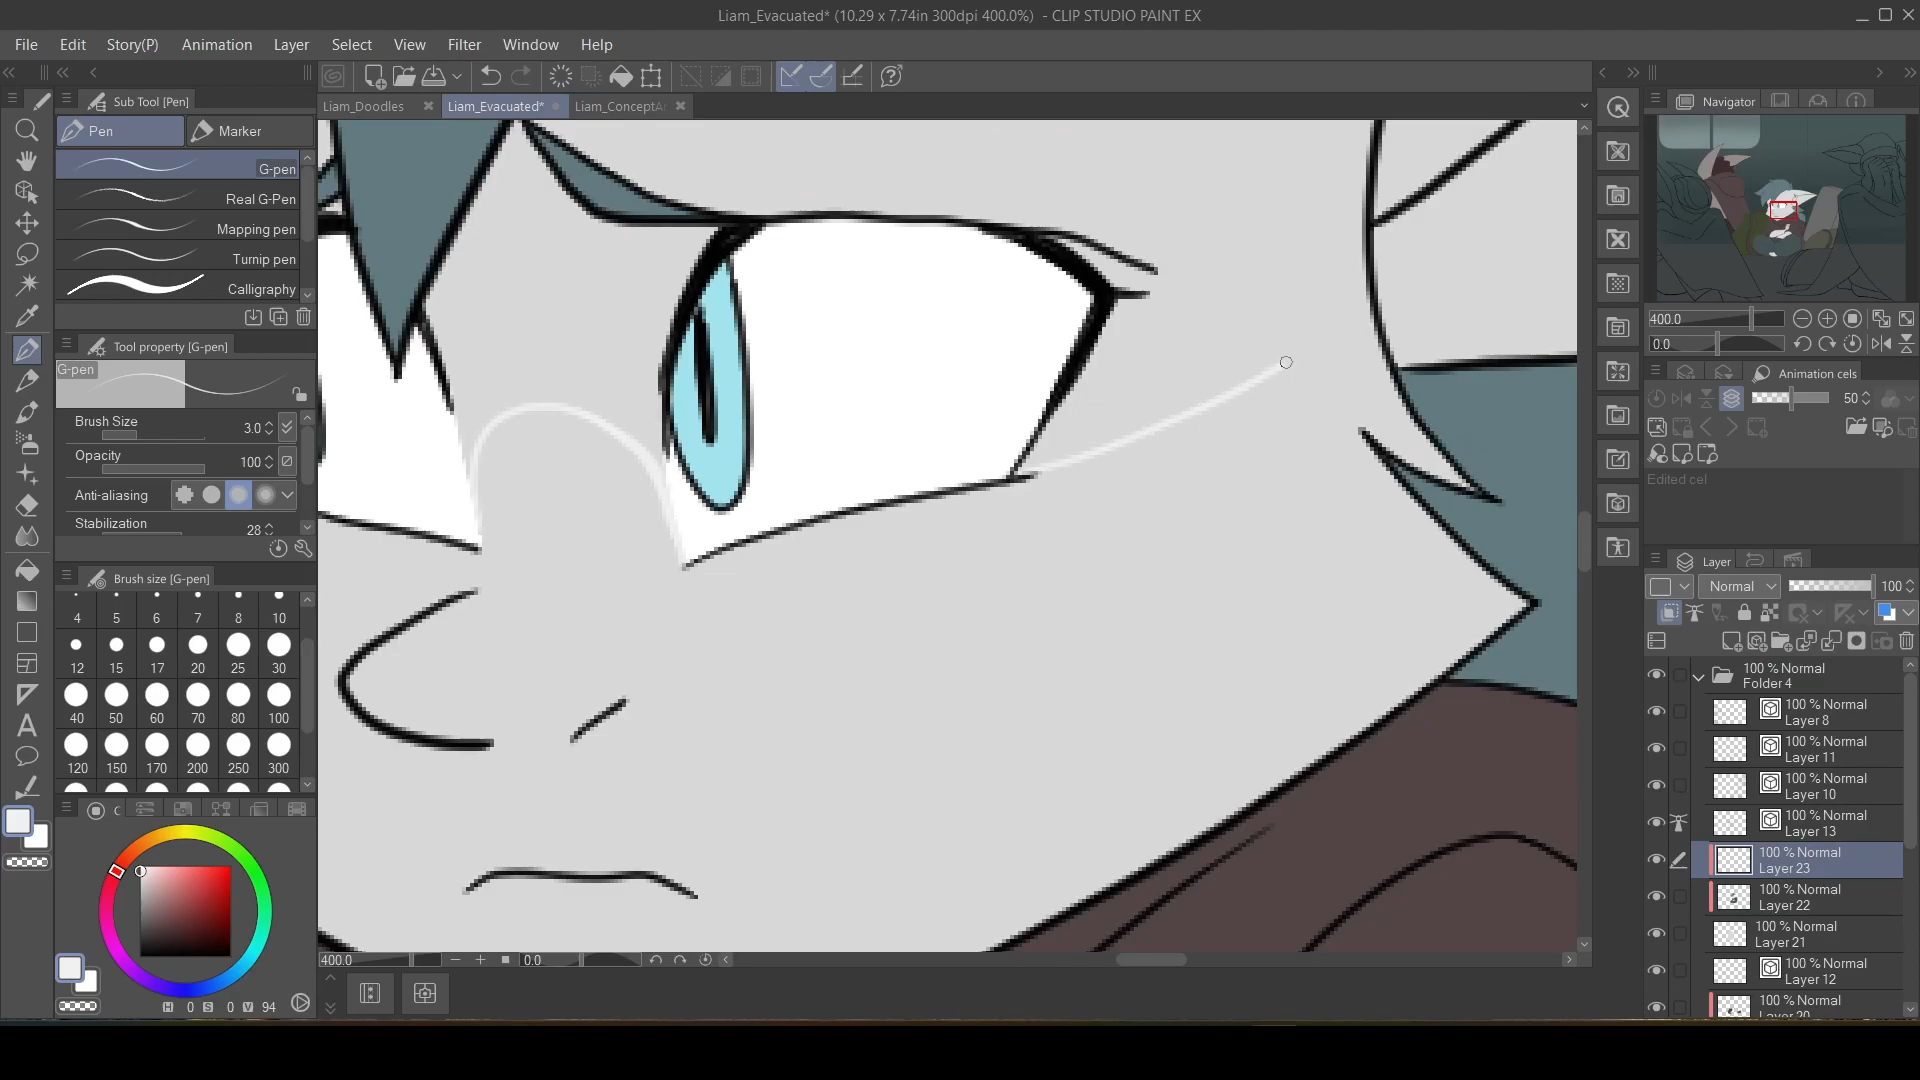 Liam_Evacuated* (10.29 x 7.74in 300dpi 400.0%) - CLIP STUDIO PAINT EX
File Edit Story(P) Animation Layer Select View Filter Window Help
Sub Tool [Pen]
Liam_Doodles Liam_Evacuated* Liam_ConceptAr
Navigator
Pen Marker
G-pen
Real G-Pen
Mapping pen
Turnip pen
Calligraphy
400.0
0.0
Tool property [G-pen]
G-pen
Animation cels
50
Brush Size 3.0
Opacity 100
Anti-aliasing
Stabilization 28
Edited cel
Brush size [G-pen]
4 5 6 7 8 10
12 15 17 20 25 30
40 50 60 70 80 100
120 150 170 200 250 300
Layer
Normal 100
100 % Normal
Folder 4
100 % Normal
Layer 8
100 % Normal
Layer 11
100 % Normal
Layer 10
100 % Normal
Layer 13
100 % Normal
Layer 23
100 % Normal
Layer 22
100 % Normal
Layer 21
100 % Normal
Layer 12
100 % Normal
Layer 20
400.0 0.0
H 0 S 0 V 94